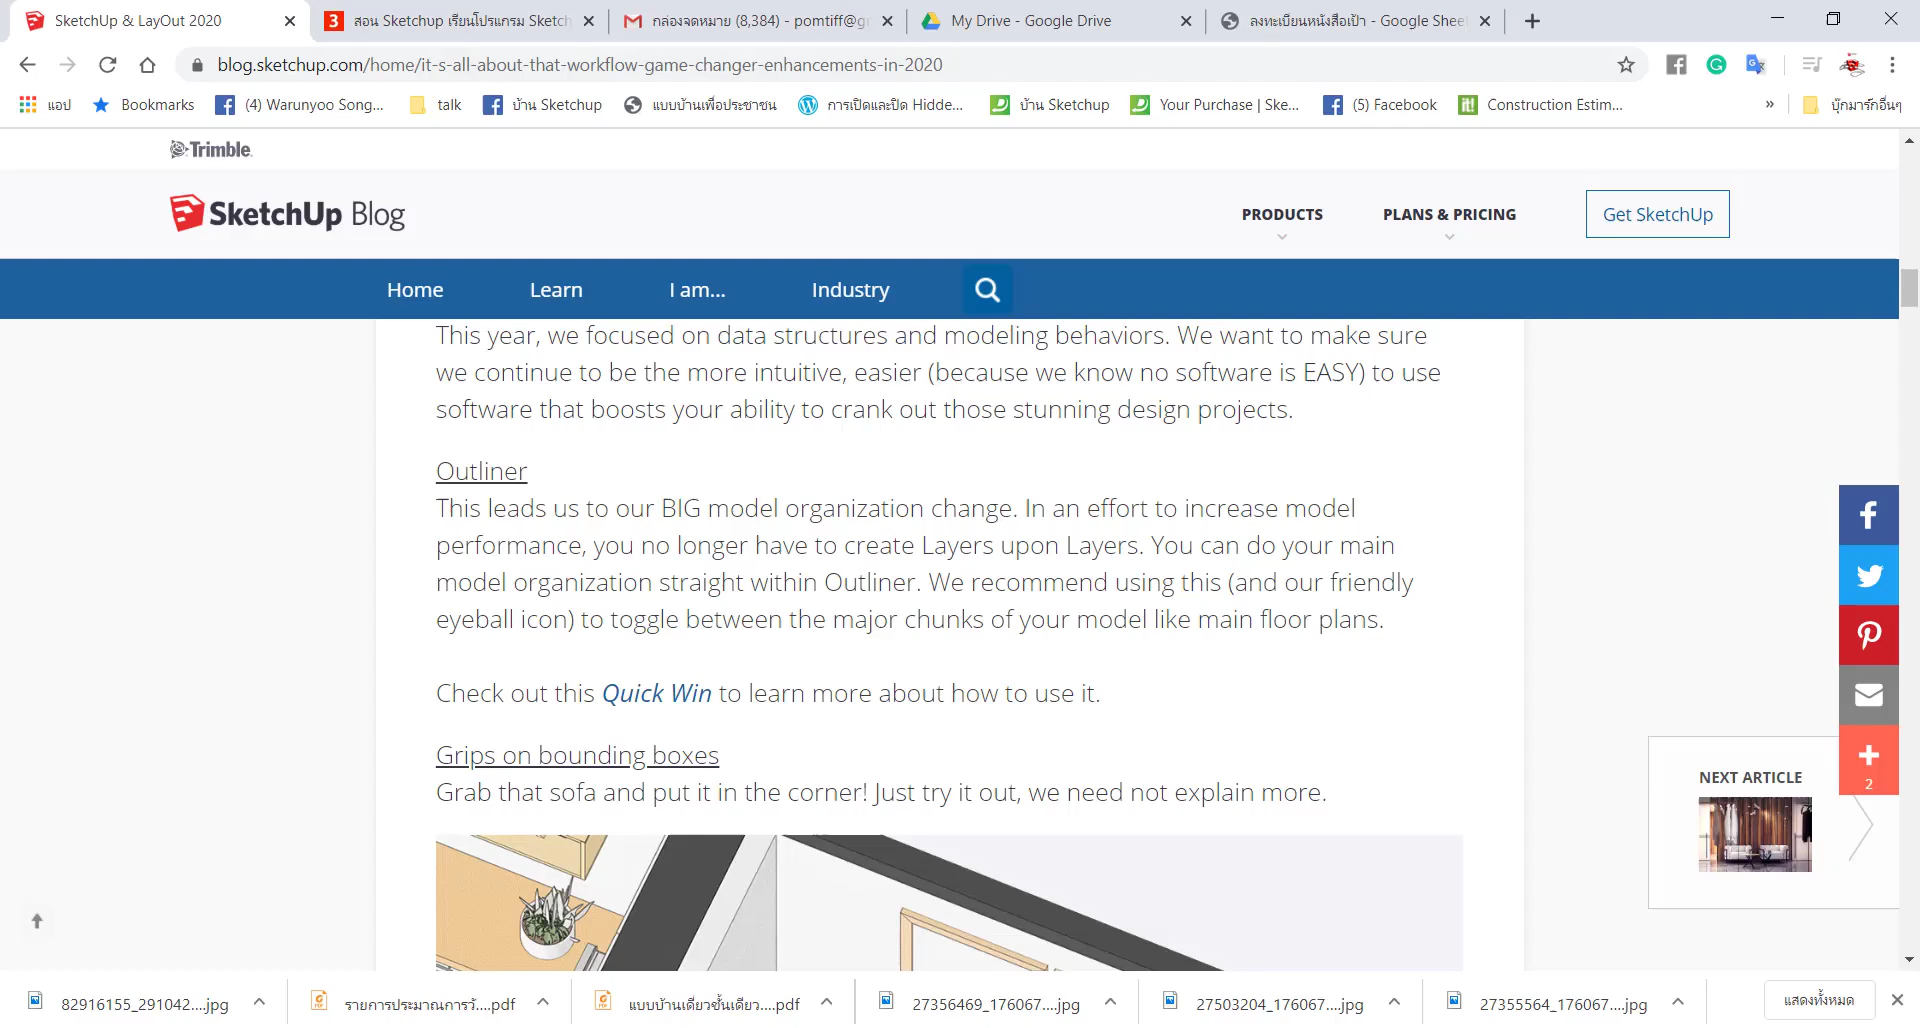 SketchUp & LayOut 2020
3 สอน Sketchup เรียนโปรแกรม Sketch
กล่องจดหมาย (8,384) - pomtiff@g
My Drive - Google Drive
ลงทะเบียนหนังสือเป้า - Google Shee
blog.sketchup.com/home/it-s-all-about-that-workflow-game-changer-enhancements-in-2020
แอป
Bookmarks
(4) Warunyoo Song...
talk
บ้าน Sketchup
แบบบ้านเพื่อประชาชน
การเปิดและปิด Hidde...
บ้าน Sketchup
Your Purchase | Ske...
(5) Facebook
it!
Construction Estim...
»
บุ๊กมาร์กอื่นๆ
Trimble
SketchUp Blog
PRODUCTS
PLANS & PRICING
Get SketchUp
Home
Learn
I am...
Industry
This year, we focused on data structures and modeling behaviors. We want to make sure
we continue to be the more intuitive, easier (because we know no software is EASY) to use
software that boosts your ability to crank out those stunning design projects.
Outliner
This leads us to our BIG model organization change. In an effort to increase model
performance, you no longer have to create Layers upon Layers. You can do your main
model organization straight within Outliner. We recommend using this (and our friendly
eyeball icon) to toggle between the major chunks of your model like main floor plans.
Check out this Quick Win to learn more about how to use it.
Grips on bounding boxes
Grab that sofa and put it in the corner! Just try it out, we need not explain more.
2
NEXT ARTICLE
82916155_291042....jpg
รายการประมาณการวั....pdf
แบบบ้านเดี่ยวชั้นเดียว....pdf
27356469_176067....jpg
27503204_176067....jpg
27355564_176067....jpg
แสดงทั้งหมด